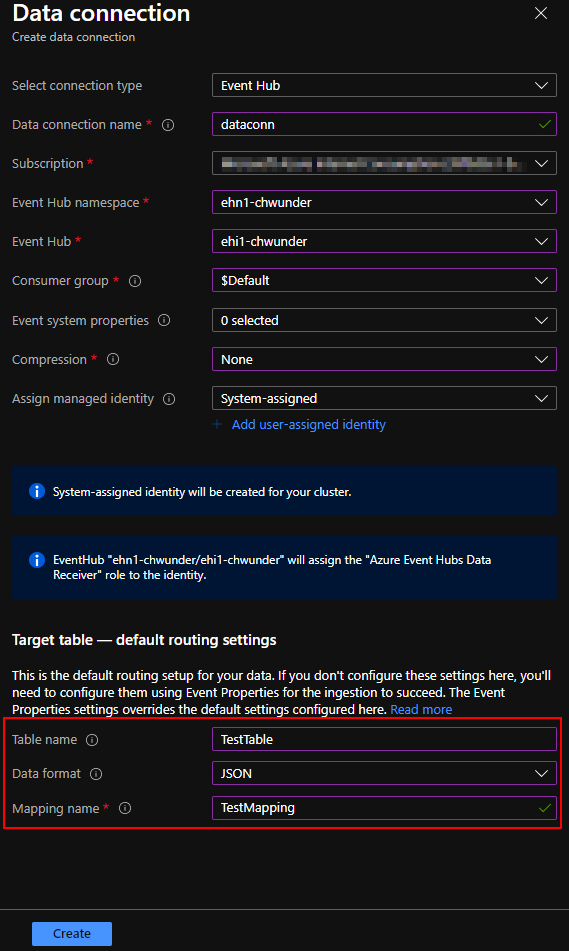 Data connection
Create data connection
Select connection type
Event Hub
Data connection name *
dataconn
Subscription *
Event Hub namespace *
ehn1-chwunder
Event Hub *
ehi1-chwunder
Consumer group *
$Default
Event system properties
0 selected
Compression *
None
Assign managed identity
System-assigned
+ Add user-assigned identity
System-assigned identity will be created for your cluster.
EventHub "ehn1-chwunder/ehi1-chwunder" will assign the "Azure Event Hubs Data
Receiver" role to the identity.
Target table — default routing settings
This is the default routing setup for your data. If you don't configure these settings here, you'll
need to configure them using Event Properties for the ingestion to succeed. The Event
Properties settings overrides the default settings configured here. Read more
Table name
TestTable
Data format
JSON
Mapping name *
TestMapping
Create